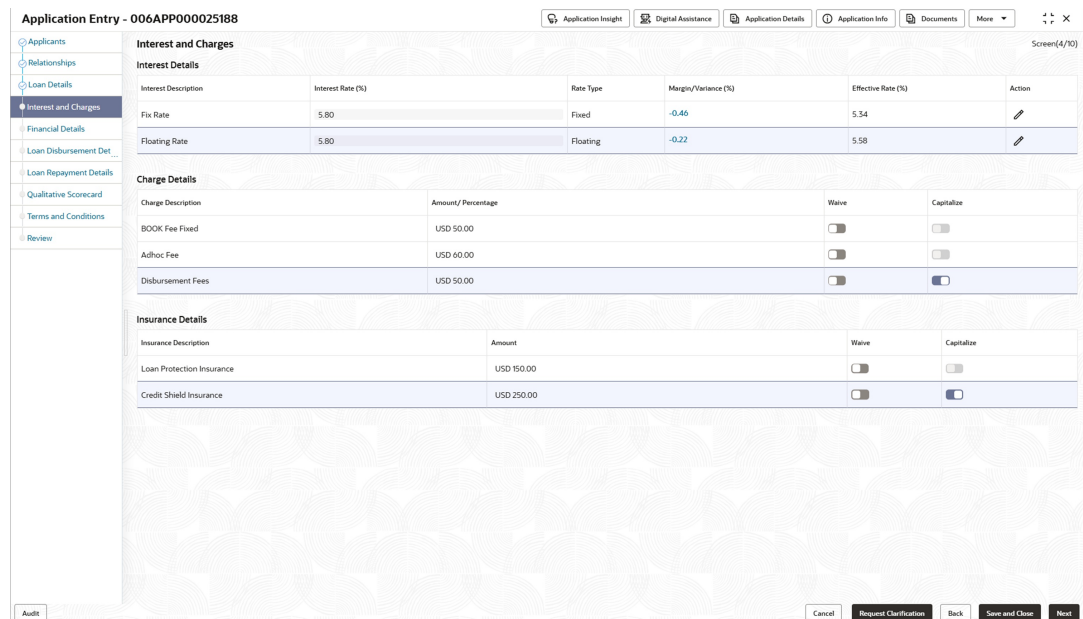 Application Entry - 006APP000025188
Application Insight
Digital Assistance
Application Details
Application Info
Documents
More
Applicants
Relationships
Loan Details
Interest and Charges
Financial Details
Loan Disbursement Det ...
Loan Repayment Details
Qualitative Scorecard
Terms and Conditions
Review
Interest and Charges Screen(4/10)
Interest Details
Interest Description Interest Rate (%) Rate Type Margin/Variance (%) Effective Rate (%) Action
Fix Rate 5.80 Fixed -0.46 5.34
Floating Rate 5.80 Floating -0.22 5.58
Charge Details
Charge Description Amount/ Percentage Waive Capitalize
BOOK Fee Fixed USD 50.00
Adhoc Fee USD 60.00
Disbursement Fees USD 50.00
Insurance Details
Insurance Description Amount Waive Capitalize
Loan Protection Insurance USD 150.00
Credit Shield Insurance USD 250.00
Audit Cancel Request Clarification Back Save and Close Next